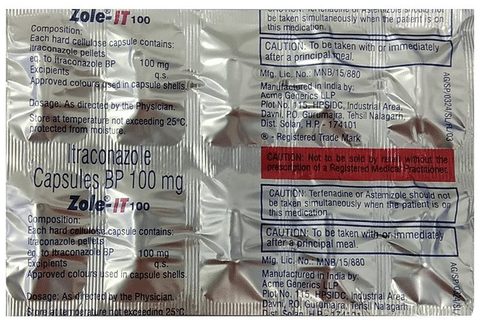 Zole-IT 100
Composition:
Each hard cellulose capsule contains:
Itraconazole pellets
eq. to Itraconazole BP 100 mg
Excipients q.s.
Approved colours used in capsule shells.
Dosage: As directed by the Physician.
Store at temperature not exceeding 25°C,
protected from moisture.
Itraconazole
Capsules BP 100 mg
Zole-IT 100
Composition:
Each hard cellulose capsule contains:
Itraconazole pellets
eq. to Itraconazole BP 100 mg
Excipients q.s.
Approved colours used in capsule shells.
Dosage: As directed by the Physician.
Store at temperature not exceeding 25°C,
CAUTION: Terfenadine or Astemizole should not
be taken simultaneously when the patient is on
this medication.
CAUTION: To be taken with or immediately
after a principal meal.
Mfg. Lic. No.: MNB/15/880
Manufactured in India by:
Acme Generics LLP
Plot No. 115, HPSIDC, Industrial Area,
Davni, P.O. Gurumajra, Tehsil Nalagarh,
Dist. Solan, H.P. - 174101
® - Registered Trade Mark
CAUTION: Not to be sold by retail without the
prescription of a Registered Medical Practitioner.
CAUTION: Terfenadine or Astemizole should not
be taken simultaneously when the patient is on
this medication.
CAUTION: To be taken with or immediately
after a principal meal.
Mfg. Lic. No.: MNB/15/880
Manufactured in India by:
Acme Generics LLP
Plot No. 115, HPSIDC, Industrial Area,
Davni, P.O. Gurumajra, Tehsil Nalagarh,
Dist. Solan, H.P. - 174101